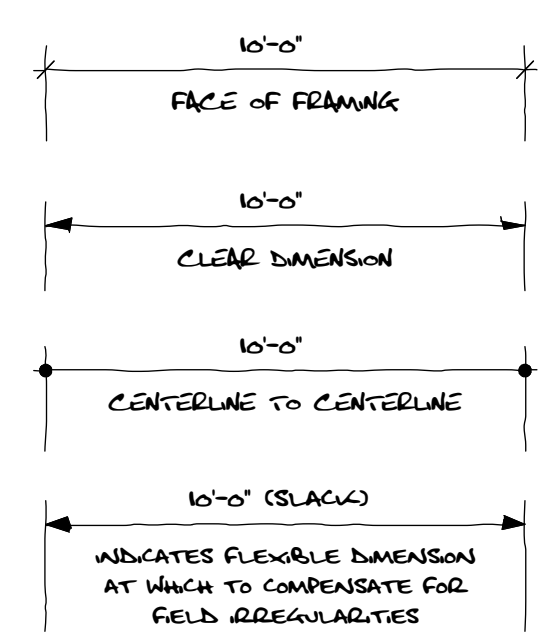 10'-0"
FACE OF FRAMING
10'-0"
CLEAR DIMENSION
10'-0"
CENTERLINE TO CENTERLINE
10'-0" (SLACK)
INDICATES FLEXIBLE DIMENSION
AT WHICH TO COMPENSATE FOR
FIELD IRREGULARITIES